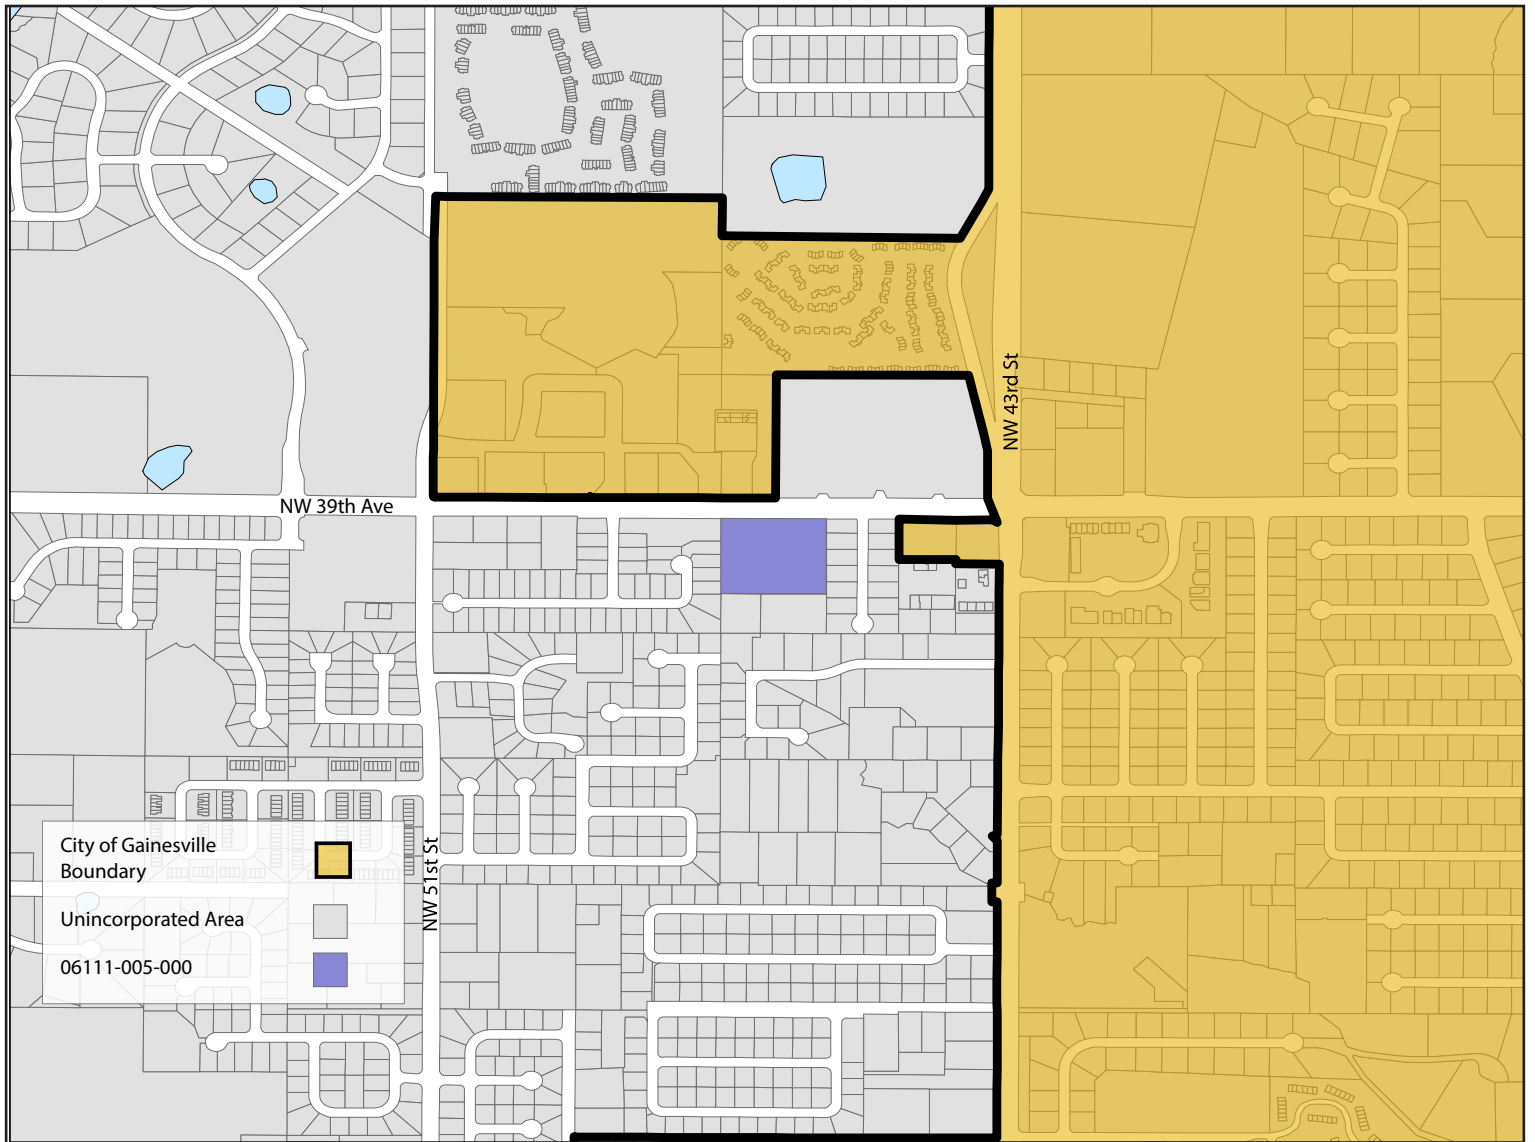 NW 43rd St
NW 39th Ave
City of Gainesville
Boundary
Unincorporated Area
06111-005-000
NW 51st St